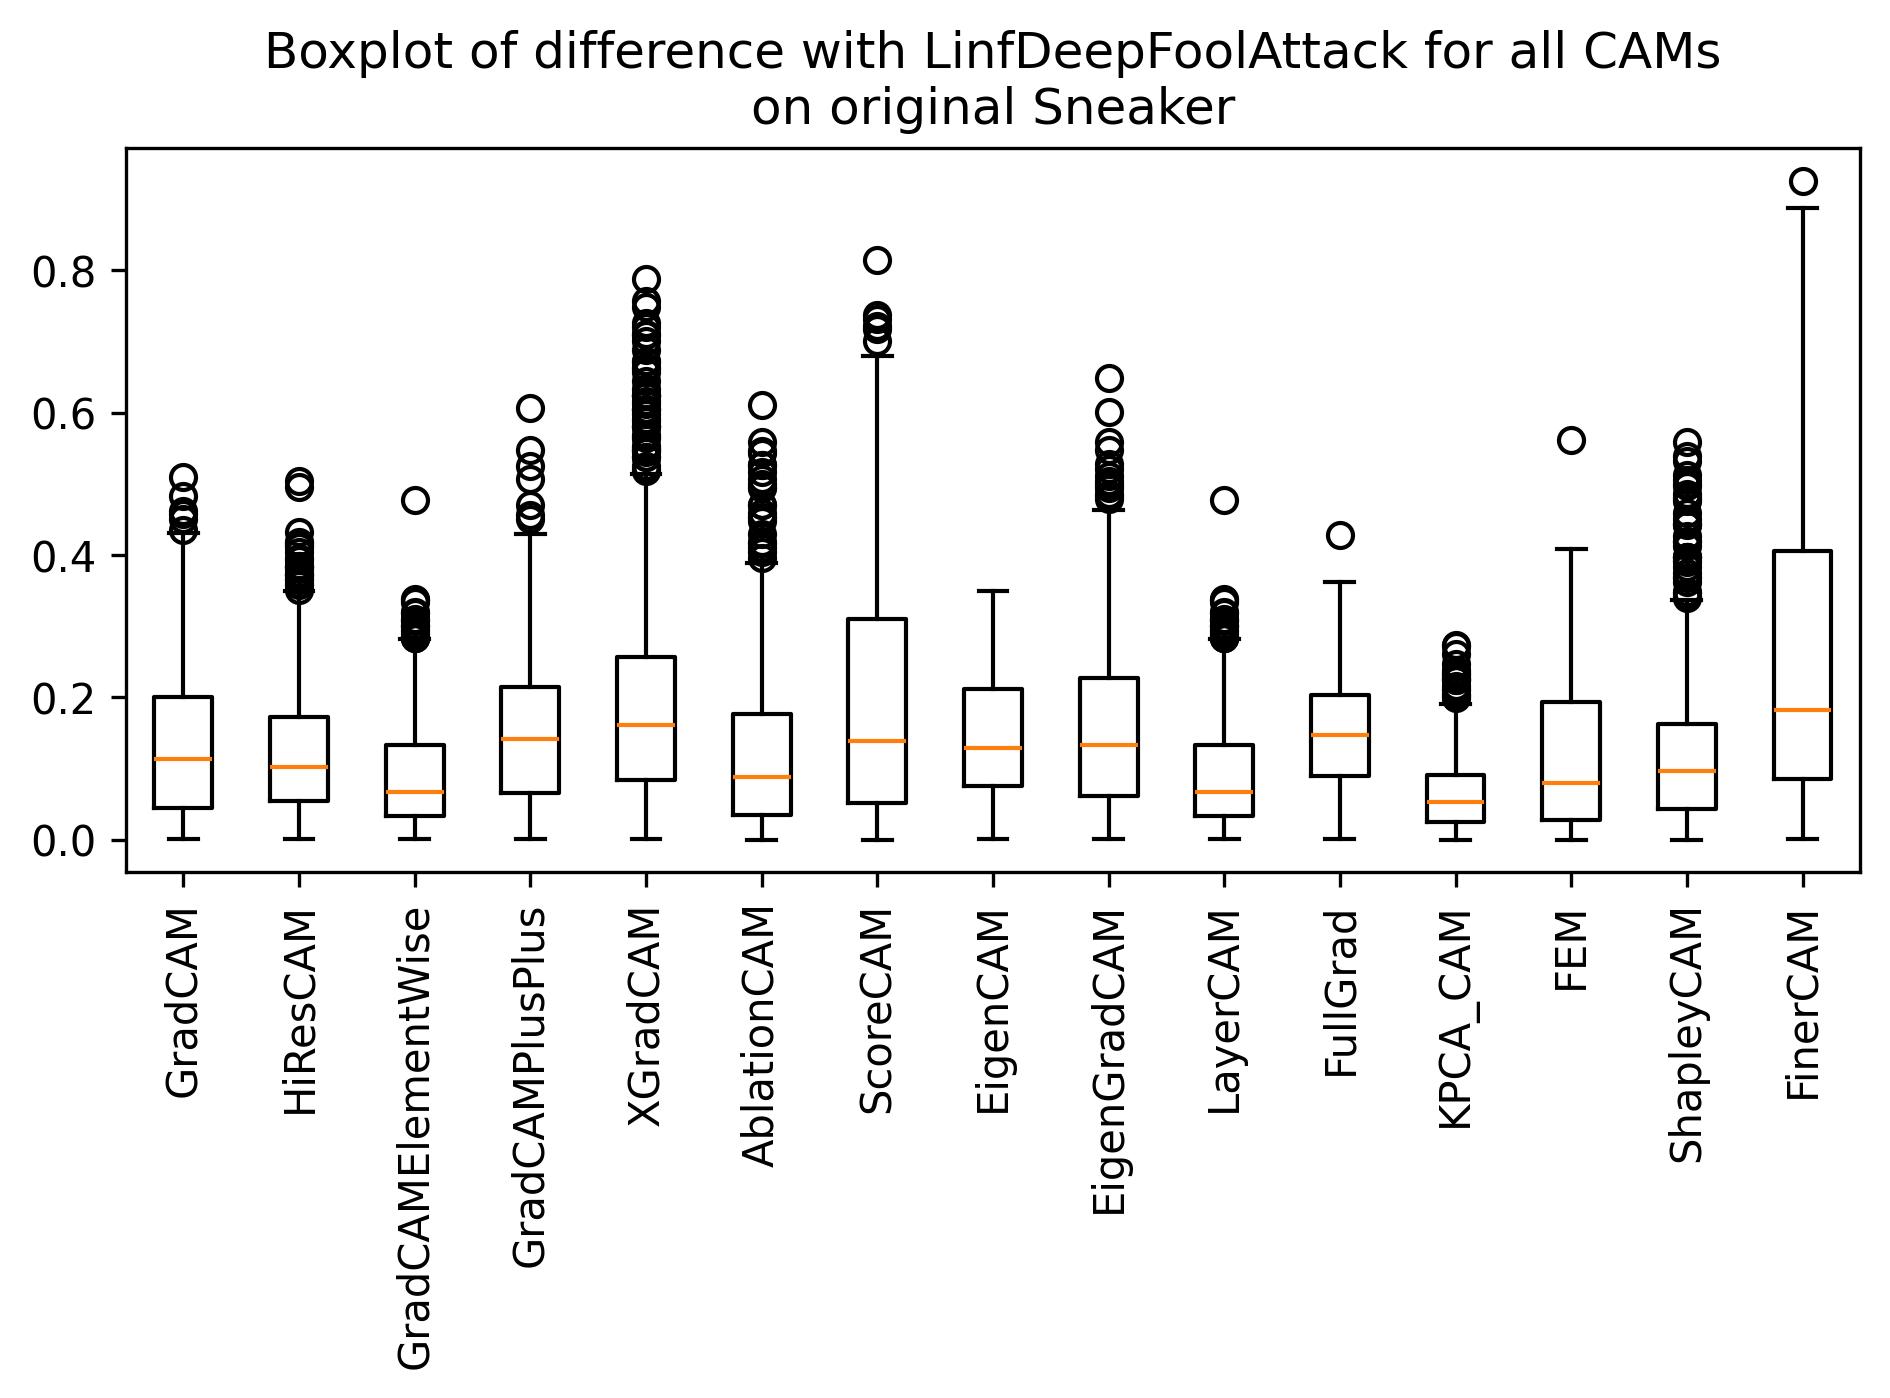 Boxplot of difference with LinfDeepFoolAttack for all CAMs
on original Sneaker
0.8
0.6
0.4
0.2
0.0
GradCAM
HiResCAM
GradCAMElementWise
GradCAMPlusPlus
XGradCAM
AblationCAM
ScoreCAM
EigenCAM
EigenGradCAM
LayerCAM
FullGrad
KPCA_CAM
FEM
ShapleyCAM
FinerCAM